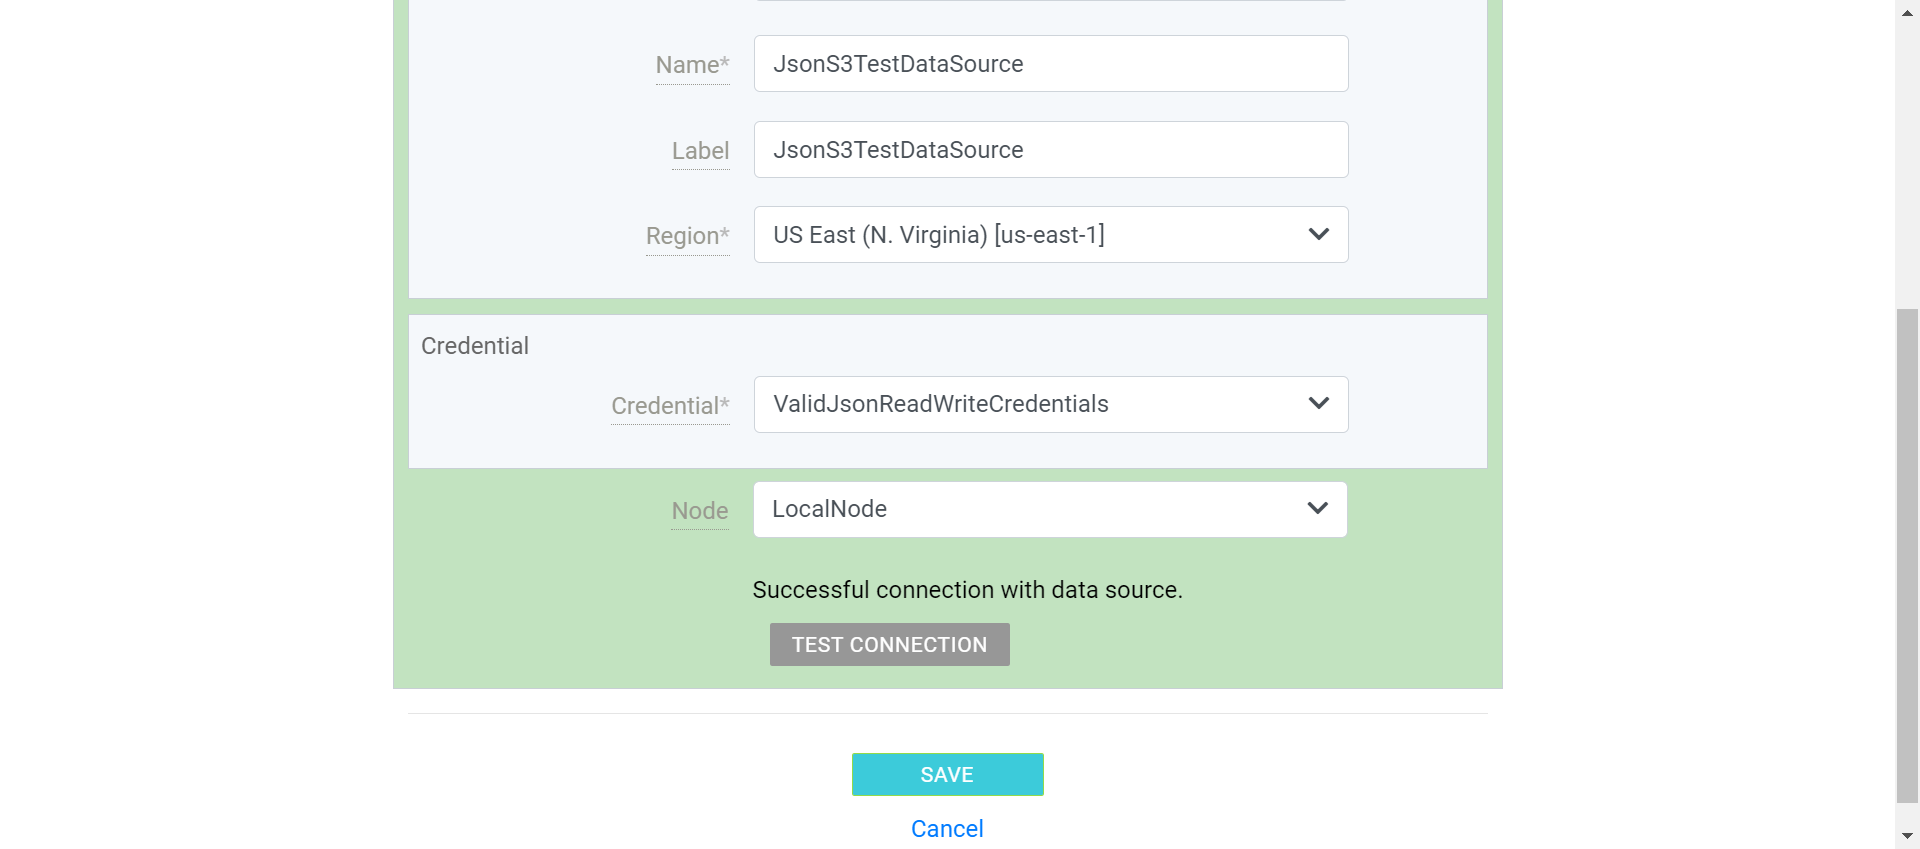 Name*
JsonS3TestDataSource
Label
JsonS3TestDataSource
Region*
US East (N. Virginia) [us-east-1]
Credential
Credential*
ValidJsonReadWriteCredentials
Node
LocalNode
Successful connection with data source.
TEST CONNECTION
SAVE
Cancel